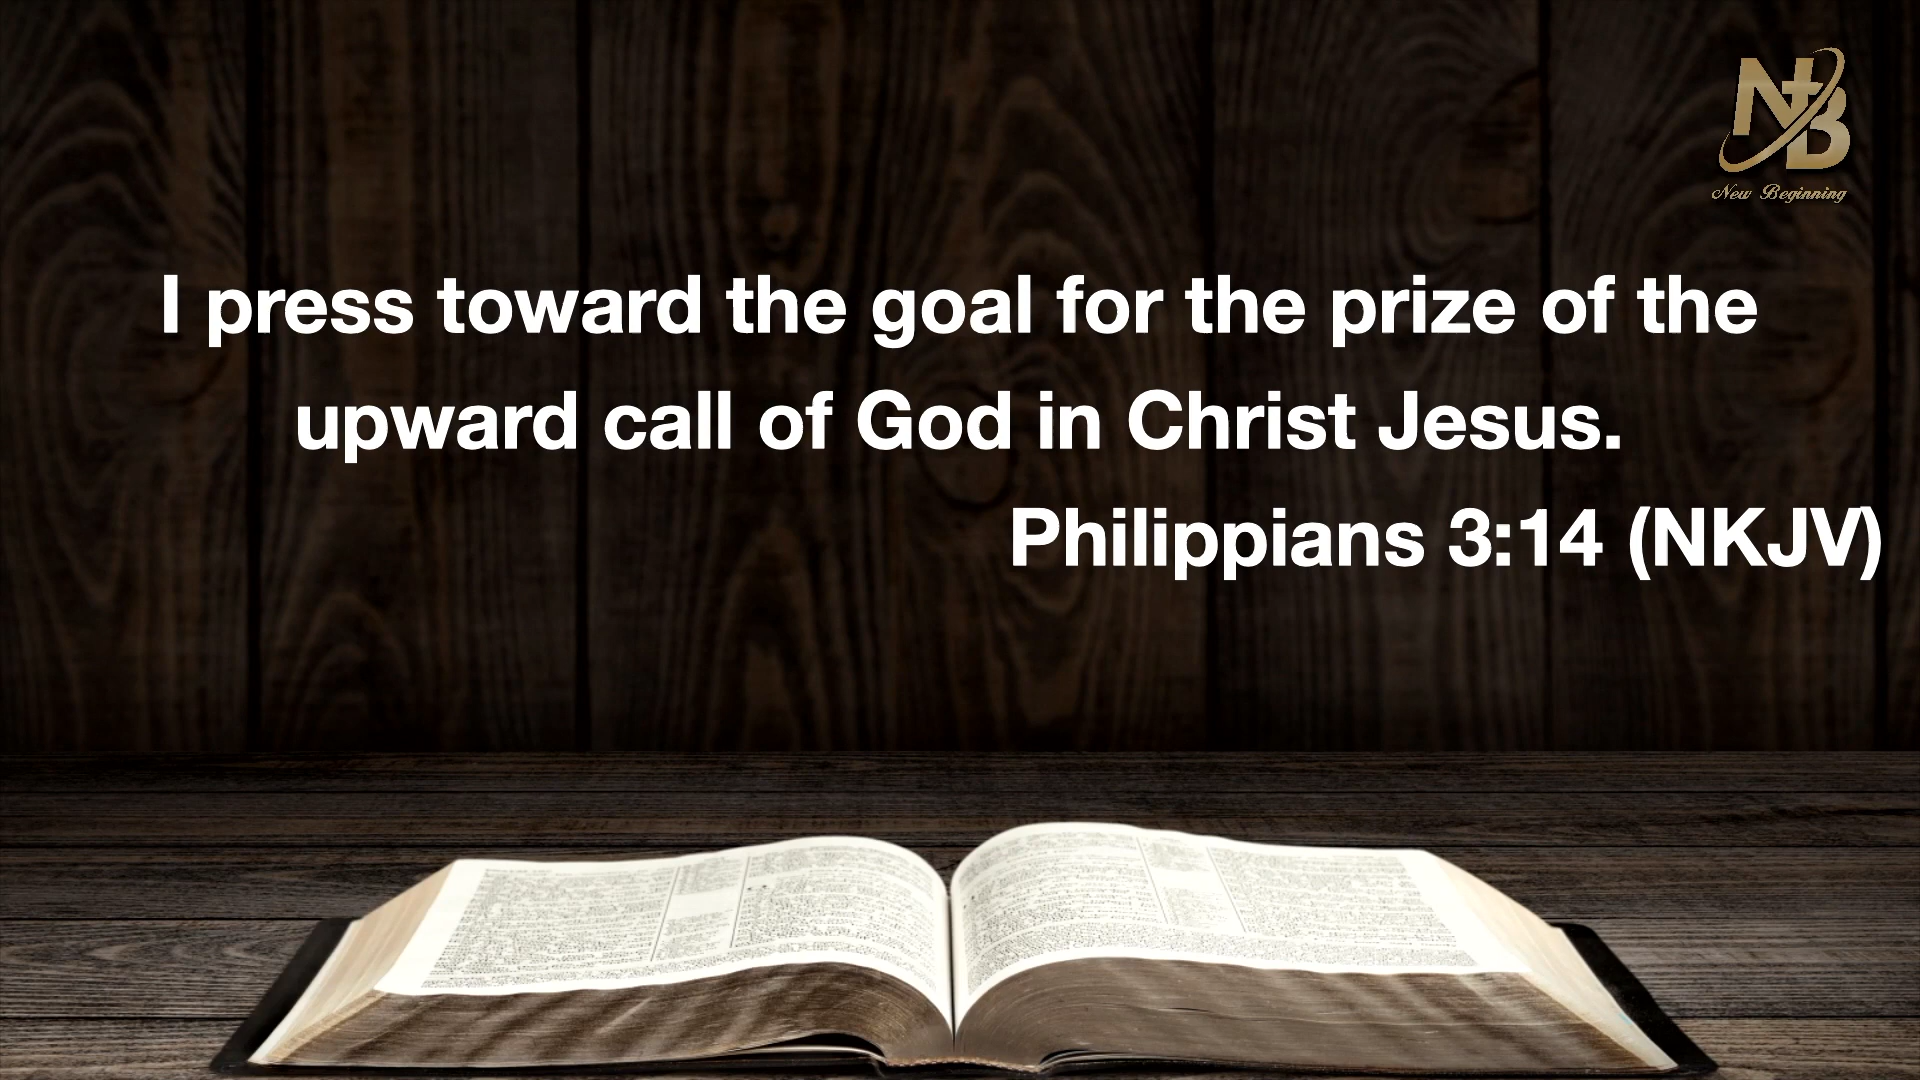 NB
New Beginning
I press toward the goal for the prize of the
upward call of God in Christ Jesus.
Philippians 3:14 (NKJV)